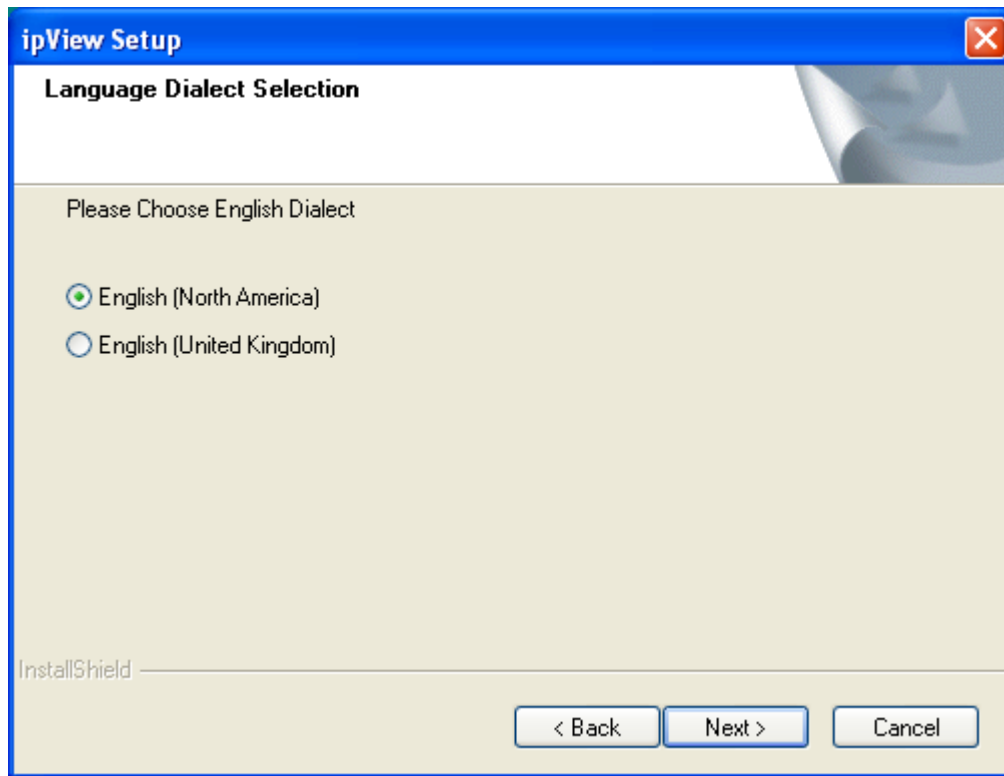 ipView Setup
Language Dialect Selection
Please Choose English Dialect
English (North America)
English (United Kingdom)
InstallShield
< Back Next > Cancel